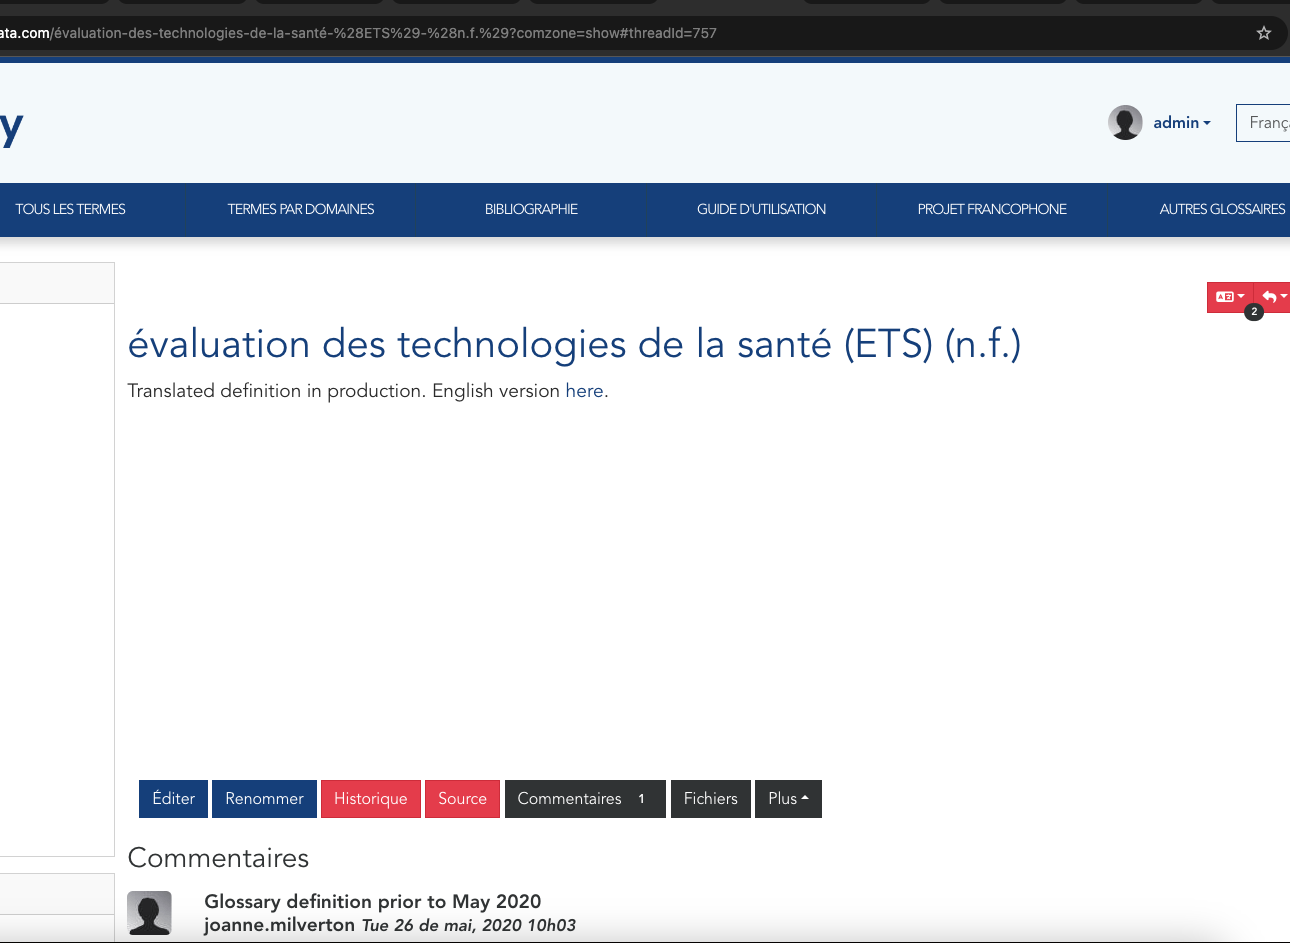 ata.com/évaluation-des-technologies-de-la-santé-%28ETS%29-%28n.f.%29?comzone=show#threadId=757
y
admin
França
TOUS LES TERMES TERMES PAR DOMAINES BIBLIOGRAPHIE GUIDE D'UTILISATION PROJET FRANCOPHONE AUTRES GLOSSAIRES
2
évaluation des technologies de la santé (ETS) (n.f.)
Translated definition in production. English version here.
Éditer Renommer Historique Source Commentaires 1 Fichiers Plus
Commentaires
Glossary definition prior to May 2020
joanne.milverton Tue 26 de mai, 2020 10h03